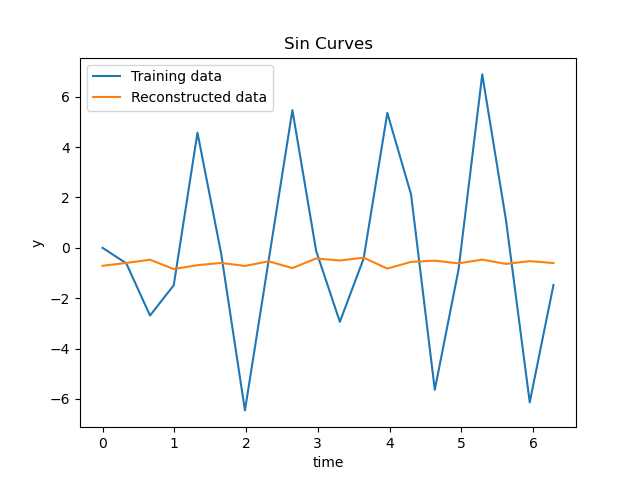 Sin Curves
Training data
Reconstructed data
6
4
2
0
−2
−4
−6
y
0 1 2 3 4 5 6
time